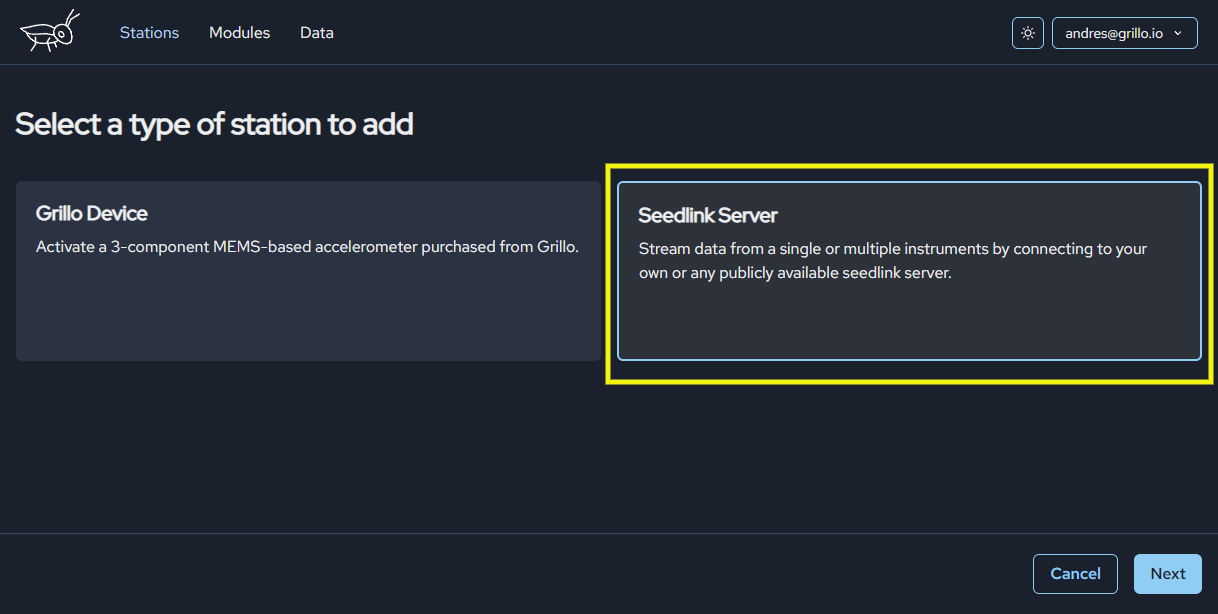 Stations Modules Data andres@grillo.io
Select a type of station to add
Grillo Device
Activate a 3-component MEMS-based accelerometer purchased from Grillo.
Seedlink Server
Stream data from a single or multiple instruments by connecting to your
own or any publicly available seedlink server.
Cancel Next